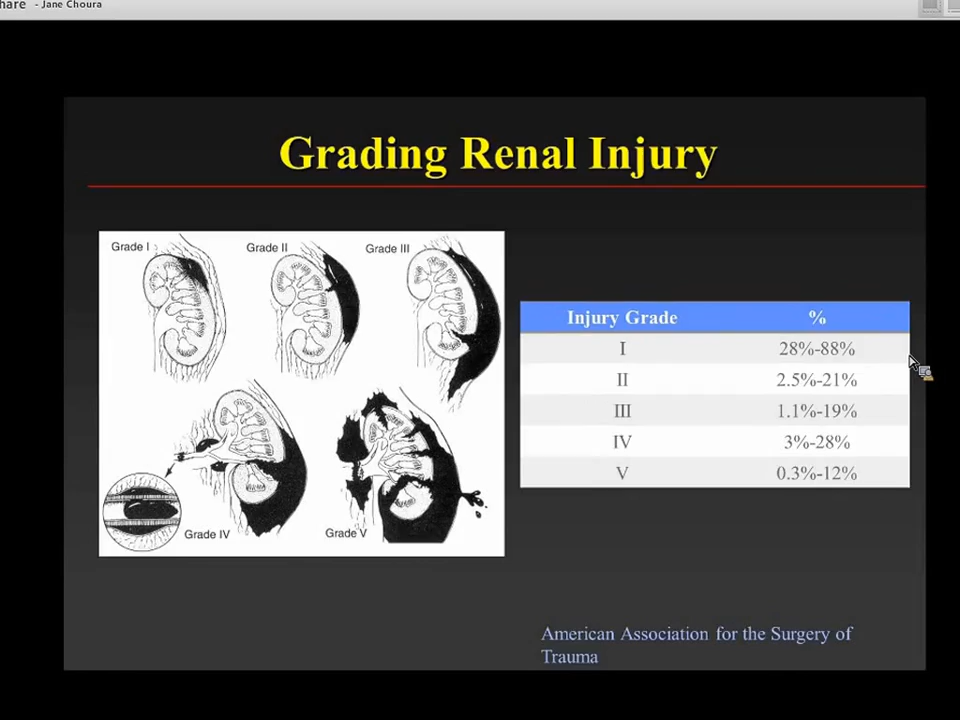 hare - Jane Choura
Grading Renal Injury
Grade I
Grade II
Grade III
Grade IV
Grade V
Injury Grade %
I 28%-88%
II 2.5%-21%
III 1.1%-19%
IV 3%-28%
V 0.3%-12%
American Association for the Surgery of
Trauma